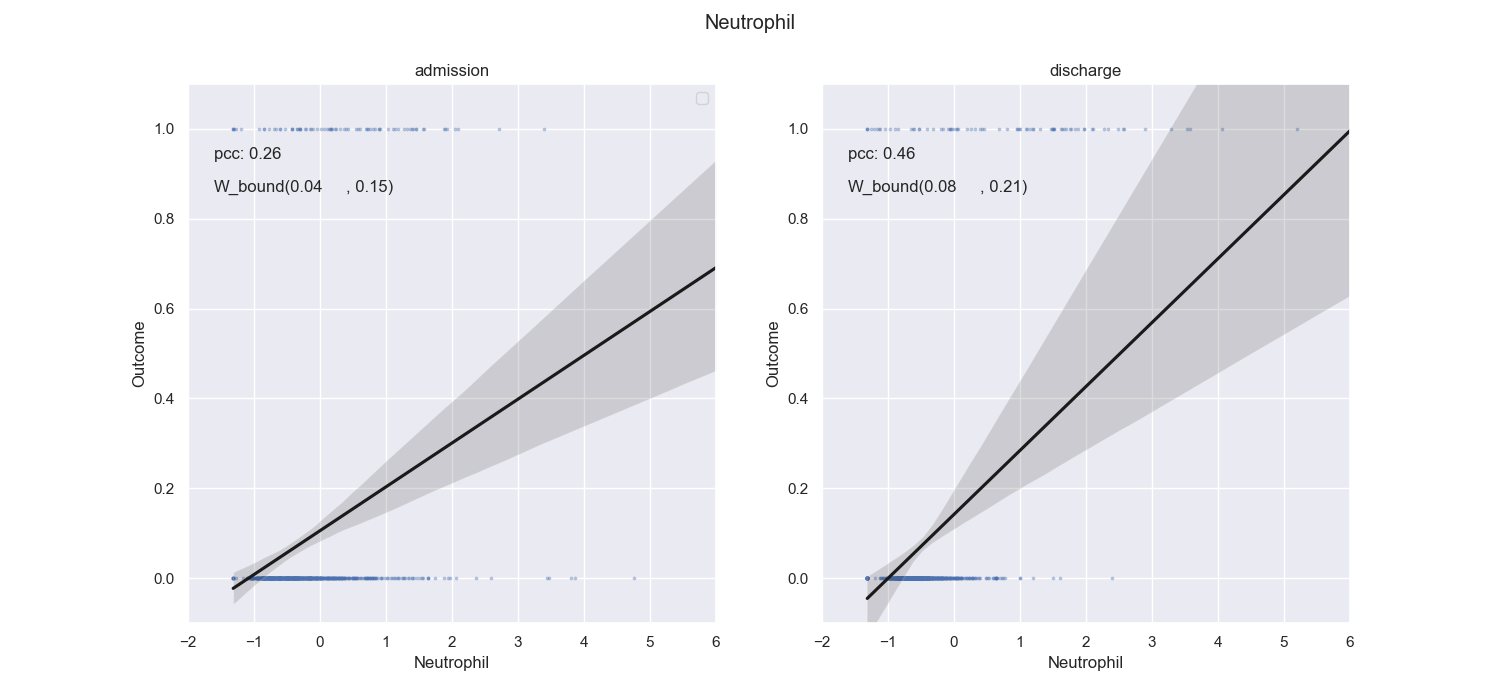 Neutrophil
admission
1.0
0.8
0.6
0.4
0.2
0.0
Outcome
pcc: 0.26
W_bound(0.04 , 0.15)
−2 −1 0 1 2 3 4 5 6
Neutrophil
discharge
1.0
0.8
0.6
0.4
0.2
0.0
Outcome
pcc: 0.46
W_bound(0.08 , 0.21)
−2 −1 0 1 2 3 4 5 6
Neutrophil